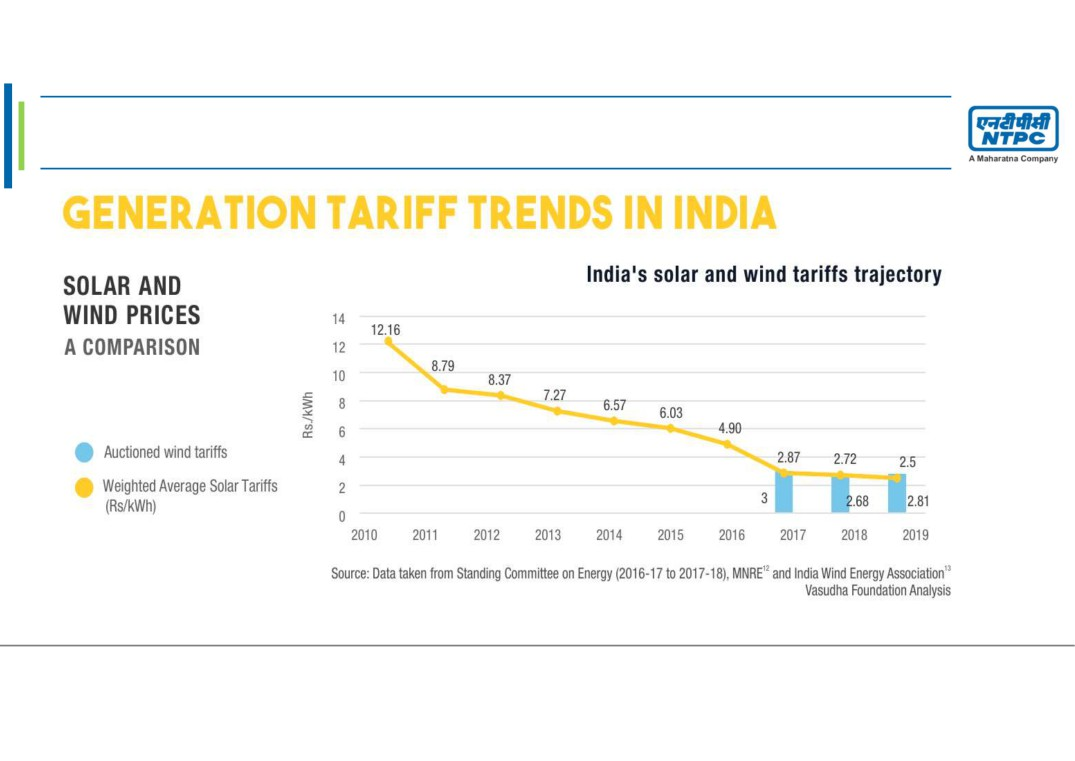 एनटीपीसी
NTPC
A Maharatna Company
GENERATION TARIFF TRENDS IN INDIA
SOLAR AND
WIND PRICES
A COMPARISON
Auctioned wind tariffs
Weighted Average Solar Tariffs
(Rs/kWh)
India's solar and wind tariffs trajectory
Rs./kWh
14
12
10
8
6
4
2
0
12.16
8.79
8.37
7.27
6.57
6.03
4.90
2.87
2.72
2.5
3
2.68
2.81
2010 2011 2012 2013 2014 2015 2016 2017 2018 2019
Source: Data taken from Standing Committee on Energy (2016-17 to 2017-18), MNRE¹² and India Wind Energy Association¹³
Vasudha Foundation Analysis